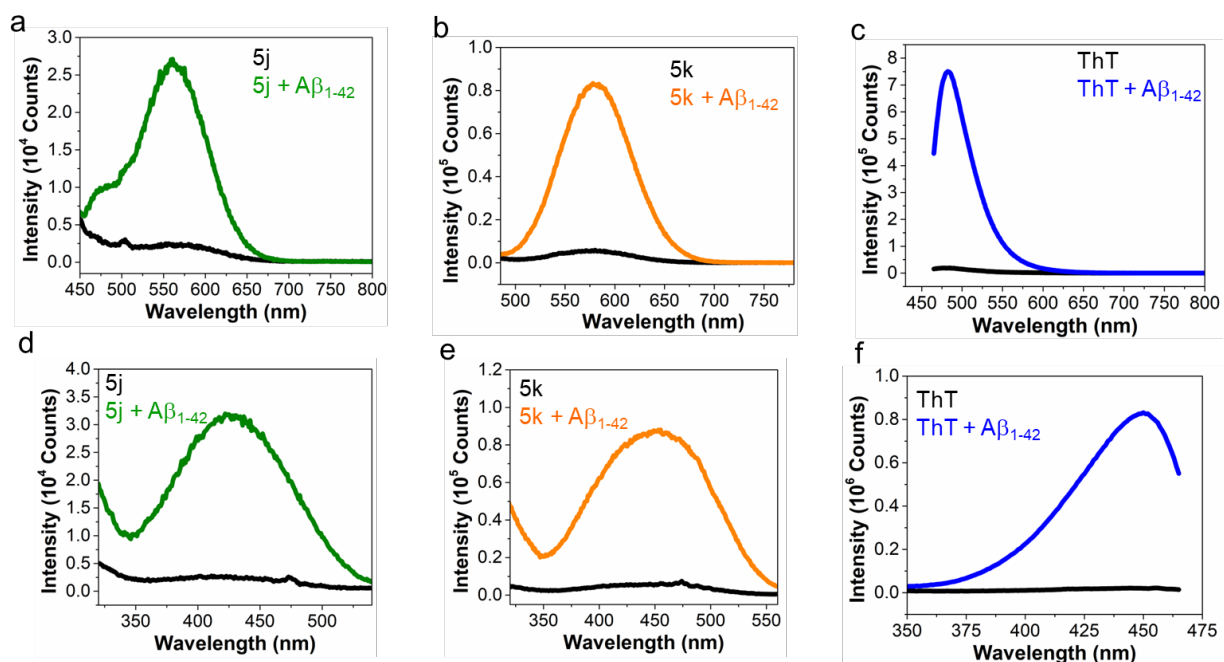 a
5j
5j + Aβ₁₋₄₂
Intensity (10⁴ Counts)
3.0
2.5
2.0
1.5
1.0
0.5
0.0
450 500 550 600 650 700 750 800
Wavelength (nm)
b
5k
5k + Aβ₁₋₄₂
Intensity (10⁵ Counts)
1.0
0.8
0.6
0.4
0.2
0.0
500 550 600 650 700 750
Wavelength (nm)
c
ThT
ThT + Aβ₁₋₄₂
Intensity (10⁵ Counts)
8
7
6
5
4
3
2
1
0
450 500 550 600 650 700 750 800
Wavelength (nm)
d
5j
5j + Aβ₁₋₄₂
Intensity (10⁴ Counts)
4.0
3.5
3.0
2.5
2.0
1.5
1.0
0.5
0.0
350 400 450 500
Wavelength (nm)
e
5k
5k + Aβ₁₋₄₂
Intensity (10⁵ Counts)
1.2
1.0
0.8
0.6
0.4
0.2
0.0
350 400 450 500 550
Wavelength (nm)
f
ThT
ThT + Aβ₁₋₄₂
Intensity (10⁶ Counts)
1.0
0.8
0.6
0.4
0.2
0.0
350 375 400 425 450 475
Wavelength (nm)